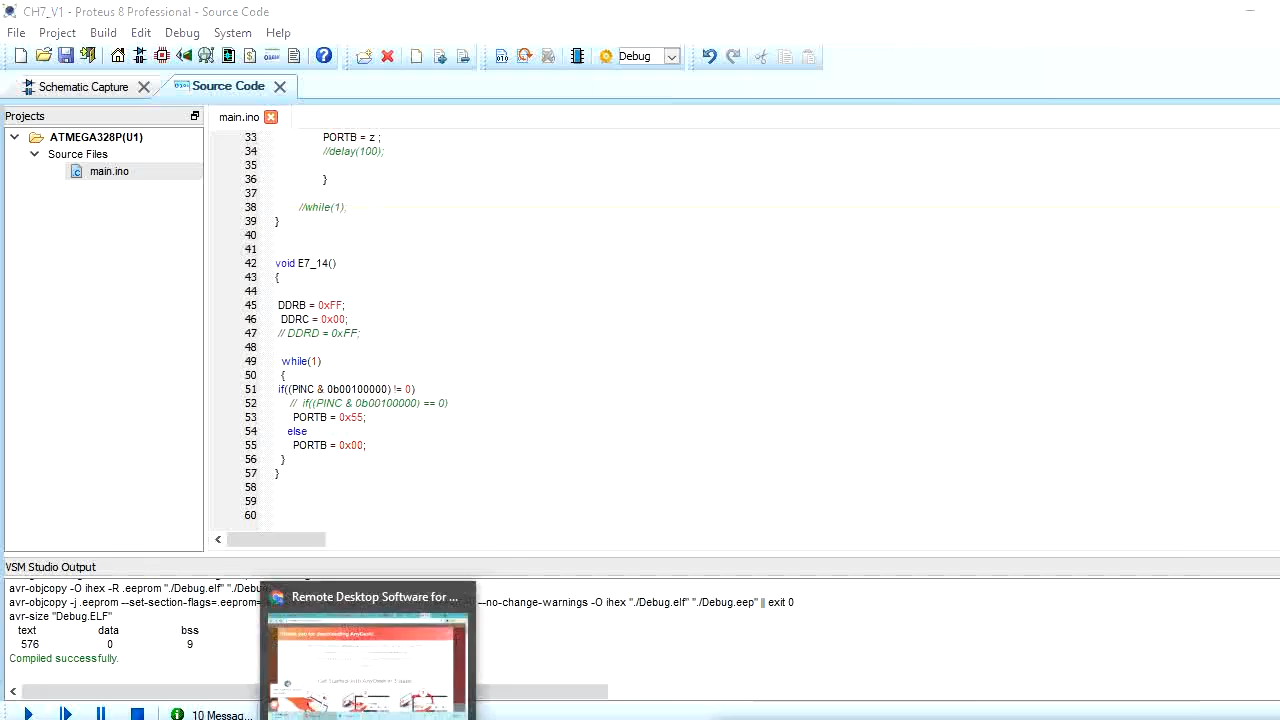 CH7_V1 - Proteus 8 Professional - Source Code
File Project Build Edit Debug System Help
Debug
Schematic Capture
Source Code
Projects
main.ino
ATMEGA328P(U1)
Source Files
main.ino
33 PORTB = z ;
34 //delay(100);
35
36 }
37
38 //while(1);
39 }
40
41
42 void E7_14()
43 {
44
45 DDRB = 0xFF;
46 DDRC = 0x00;
47 // DDRD = 0xFF;
48
49 while(1)
50 {
51 if((PINC & 0b00100000) != 0)
52 // if((PINC & 0b00100000) == 0)
53 PORTB = 0x55;
54 else
55 PORTB = 0x00;
56 }
57 }
58
59
60
VSM Studio Output
avr-objcopy -O ihex -R .eeprom "./Debug.elf" "./Debu
avr-objcopy -j .eeprom --set-section-flags=.eeprom= --no-change-warnings -O ihex "./Debug.elf"
avr-size "Debug.elf"
text data bss
576 9
Compiled success
Remote Desktop Software for ...
Thank you for downloading AnyDesk!
10 Messag...